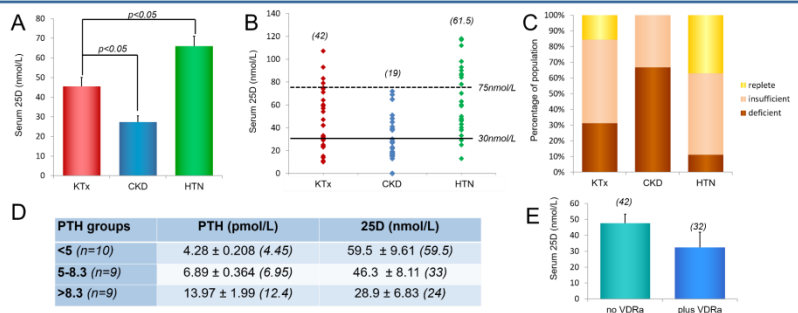 A
p<0.05
p<0.05
Serum 25D (nmol/L)
80
70
60
50
40
30
20
10
0
KTx CKD HTN
B
(42)
(19)
(61.5)
Serum 25D (nmol/L)
140
120
100
80
60
40
20
0
75nmol/L
30nmol/L
KTx CKD HTN
C
Percentage of population
100%
90%
80%
70%
60%
50%
40%
30%
20%
10%
0%
KTx CKD HTN
replete
insufficient
deficient
D
PTH groups PTH (pmol/L) 25D (nmol/L)
<5 (n=10) 4.28 ± 0.208 (4.45) 59.5 ± 9.61 (59.5)
5-8.3 (n=9) 6.89 ± 0.364 (6.95) 46.3 ± 8.11 (33)
>8.3 (n=9) 13.97 ± 1.99 (12.4) 28.9 ± 6.83 (24)
E
(42)
(32)
Serum 25D (nmol/L)
60
50
40
30
20
10
0
no VDRa plus VDRa